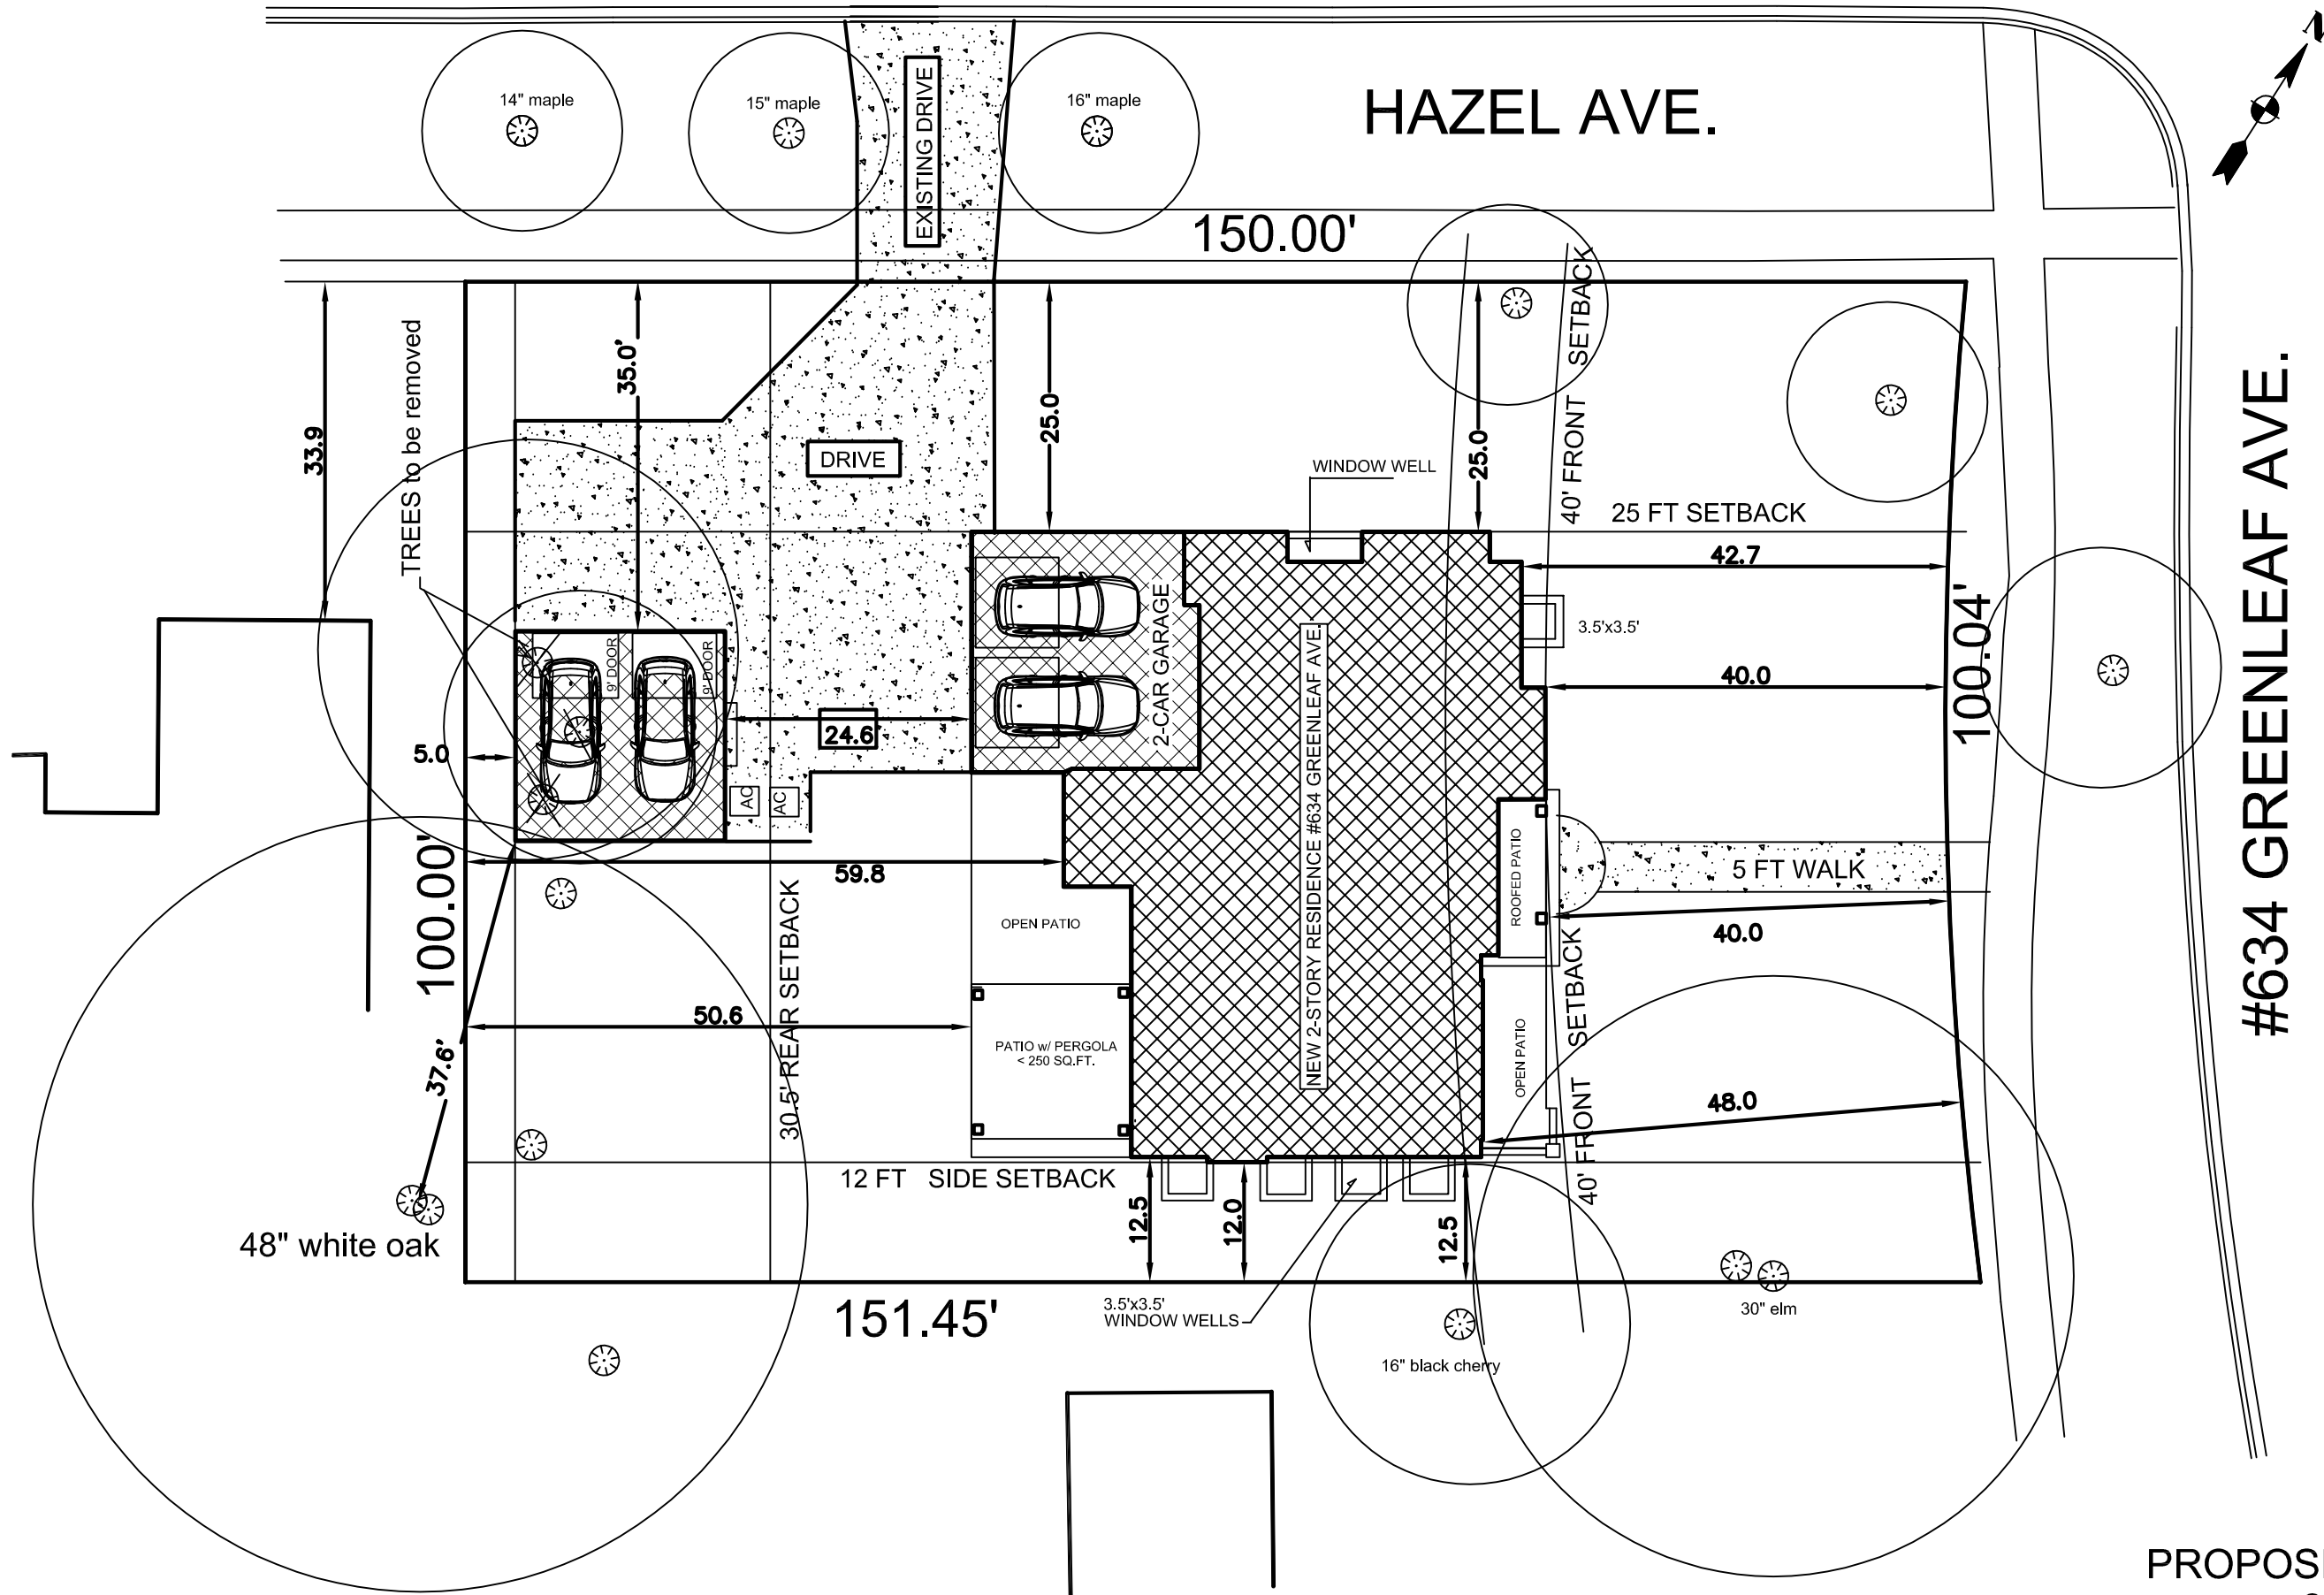 14" maple
15" maple
EXISTING DRIVE
16" maple
HAZEL AVE.
N
150.00'
TREES to be removed
33.9
35.0'
25.0
25.0
40' FRONT SETBACK
DRIVE
WINDOW WELL
25 FT SETBACK
42.7
3.5'x3.5'
40.0
100.04'
#634 GREENLEAF AVE.
9' DOOR
9' DOOR
2-CAR GARAGE
NEW 2-STORY RESIDENCE #634 GREENLEAF AVE.
5.0
24.6
AC
AC
59.8
100.00'
ROOFED PATIO
5 FT WALK
40.0
OPEN PATIO
30.5' REAR SETBACK
50.6
PATIO w/ PERGOLA
< 250 SQ.FT.
OPEN PATIO
40' FRONT SETBACK
48.0
37.6'
12 FT SIDE SETBACK
12.5
12.0
12.5
48" white oak
151.45'
3.5'x3.5'
WINDOW WELLS
16" black cherry
30" elm